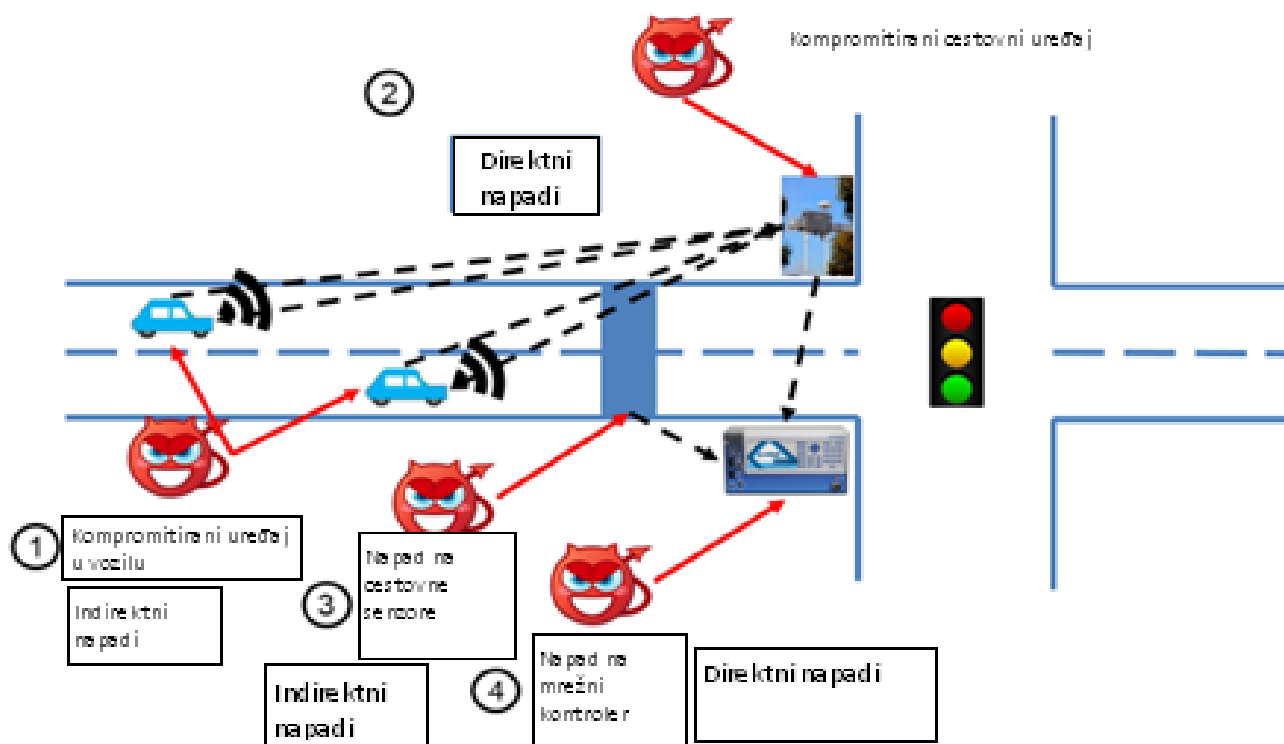 Kompromitirani cestovni uređaj
2
Direktni
napadi
1
Kompromitirani uređaj
u vozilu
Indirektni
napadi
3
Napad na
cestovne
senzore
Indirektni
napadi
4
Napad na
mrežni
kontroler
Direktni napadi